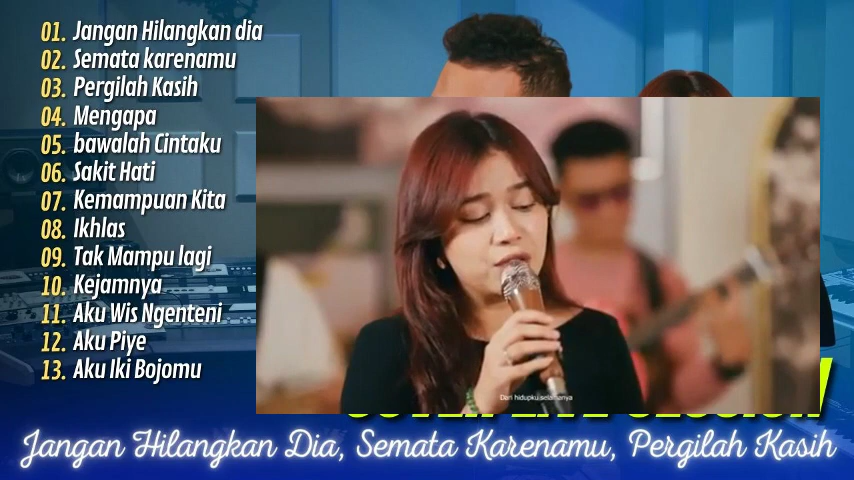 01. Jangan Hilangkan dia
02. Semata karenamu
03. Pergilah Kasih
04. Mengapa
05. bawalah Cintaku
06. Sakit Hati
07. Kemampuan Kita
08. Ikhlas
09. Tak Mampu lagi
10. Kejamnya
11. Aku Wis Ngenteni
12. Aku Piye
13. Aku Iki Bojomu
Dari hidupku selamanya
Jangan Hilangkan Dia, Semata Karenamu, Pergilah Kasih